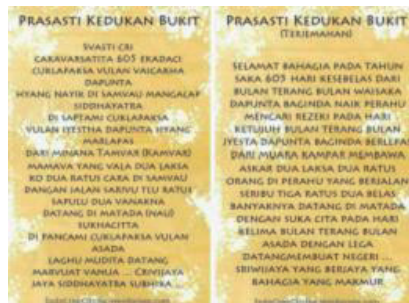 PRASASTI KEDUKAN BUKIT
SVASTI CRI
CAKAVARSATITA 605 EKADACI
CUKLAPAKSA VULAN VAICAKHA
DAPUNTA
HYANG NAYIK DI SAMVAU MANGALAP
SIDDHAYATRA
DI SAPTAMI CUKLAPAKSA
VULAN JYESTHA DAPUNTA HYANG
MARLAPAS
DARI MINANA TAMVAR (KAMVAR)
MAMAVA YANG VALA DUA LAKSA
KO DUA RATUS CARA DI SAMVAU
DANGAN JALAN SARIVU TLU RATUS
SAPULU DUA VANAKNA
DATANG DI MATADA (NAU)
SUKHACITTA
DI PANCAMI CUKLAPAKSA VULAN
ASADA
LAGHU MUDITA DATANG
MARVUAT VANUA ... CRIVIJAYA
JAYA SIDDHAYATRA SUBHIKA ...
PRASASTI KEDUKAN BUKIT
(TERJEMAHAN)
SELAMAT BAHAGIA PADA TAHUN
SAKA 605 HARI KESEBELAS DARI
BULAN TERANG BULAN WAISAKA
DAPUNTA BAGINDA NAIK PERAHU
MENCARI REZEKI PADA HARI
KETUJUH BULAN TERANG BULAN
JYESTA DAPUNTA BAGINDA BERLEPAS
DARI MUARA KAMPAR MEMBAWA
ASKAR DUA LAKSA DUA RATUS
ORANG DI PERAHU YANG BERJALAN
SERIBU TIGA RATUS DUA BELAS
BANYAKNYA DATANG DI MATADA
DENGAN SUKA CITA PADA HARI
KELIMA BULAN TERANG BULAN
ASADA DENGAN LEGA
DATANGMEMBUAT NEGERI ...
SRIWIJAYA YANG BERJAYA YANG
BAHAGIA YANG MAKMUR